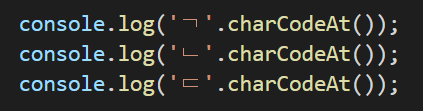 console.log('ㄱ'.charCodeAt());
console.log('ㄴ'.charCodeAt());
console.log('ㄷ'.charCodeAt());